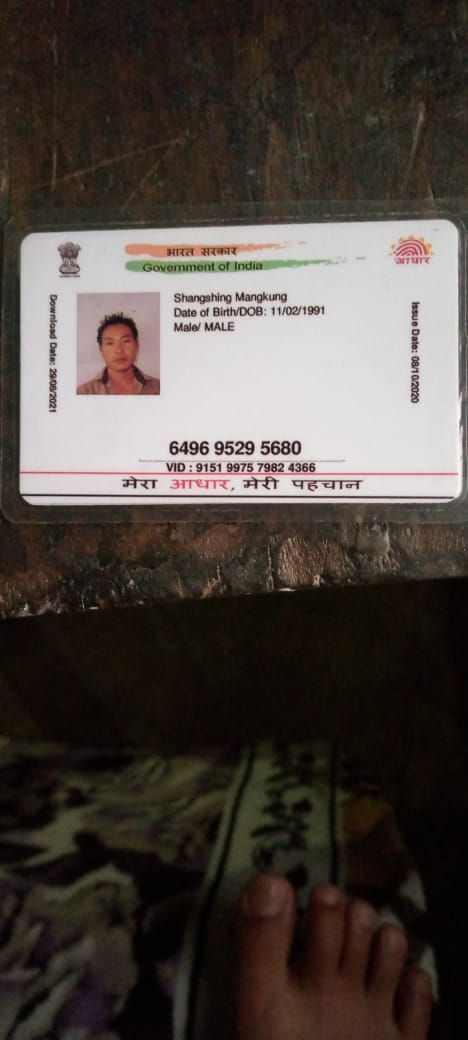 भारत सरकार
Government of India
आधार
Download Date: 29/08/2021
Shangshing Mangkung
Date of Birth/DOB: 11/02/1991
Male/ MALE
Issue Date: 08/10/2020
6496 9529 5680
VID : 9151 9975 7982 4366
मेरा आधार, मेरी पहचान